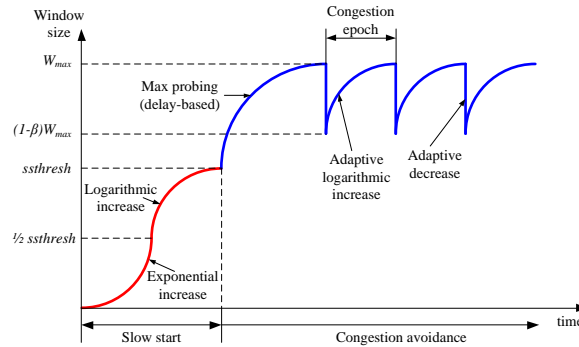 Window
size
Congestion
epoch
W_max
Max probing
(delay-based)
(1-β)W_max
Adaptive
logarithmic
increase
Adaptive
decrease
ssthresh
Logarithmic
increase
½ ssthresh
Exponential
increase
time
Slow start
Congestion avoidance